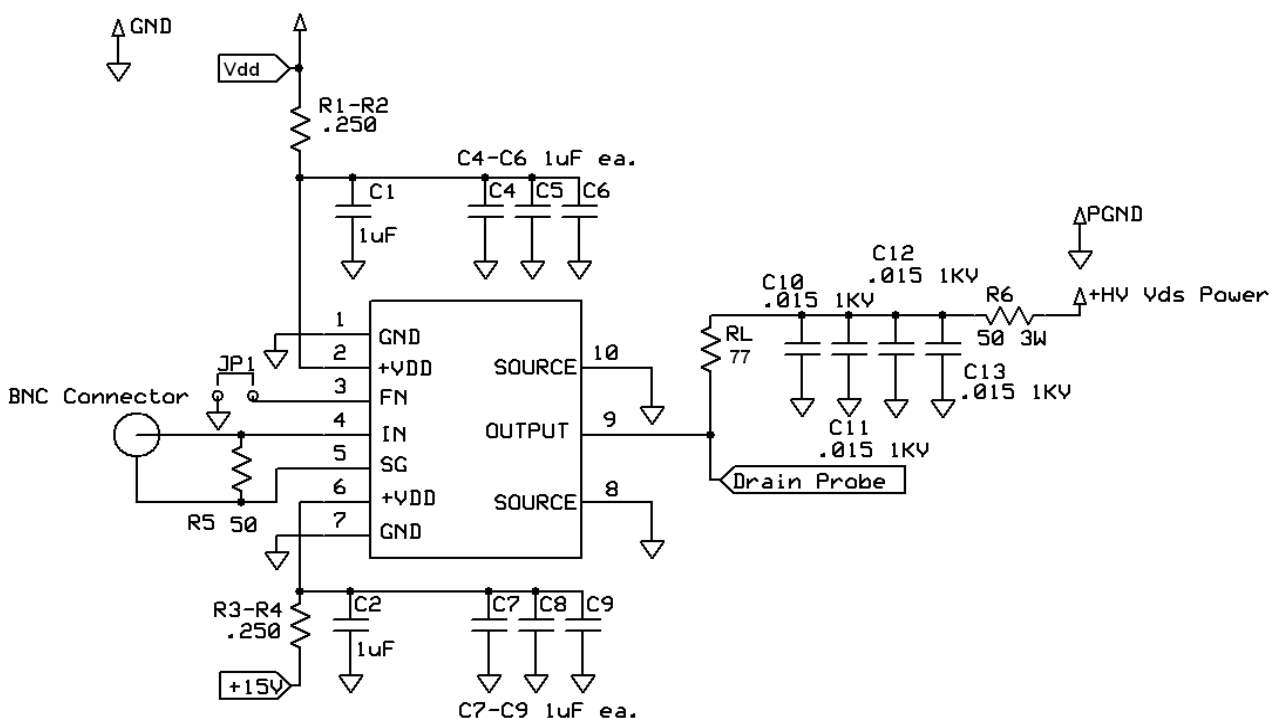 GND
Vdd
R1-R2
.250
C4-C6 1uF ea.
C1
1uF
C4
C5
C6
PGND
+HV Vds Power
C12
.015 1KV
C10
.015 1KV
R6
50 3W
RL
77
C13
.015 1KV
C11
.015 1KV
1
GND
2
+VDD
SOURCE
10
JP1
3
FN
BNC Connector
4
IN
OUTPUT
9
5
SG
Drain Probe
6
+VDD
SOURCE
8
R5 50
7
GND
R3-R4
.250
C2
1uF
C7
C8
C9
+15V
C7-C9 1uF ea.